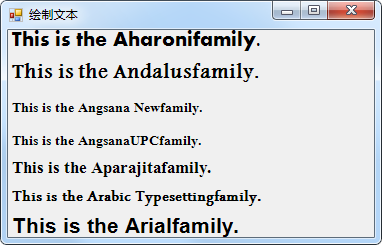 绘制文本
This is the Aharonifamily.
This is the Andalusfamily.
This is the Angsana Newfamily.
This is the AngsanaUPCfamily.
This is the Aparajitafamily.
This is the Arabic Typesettingfamily.
This is the Arialfamily.